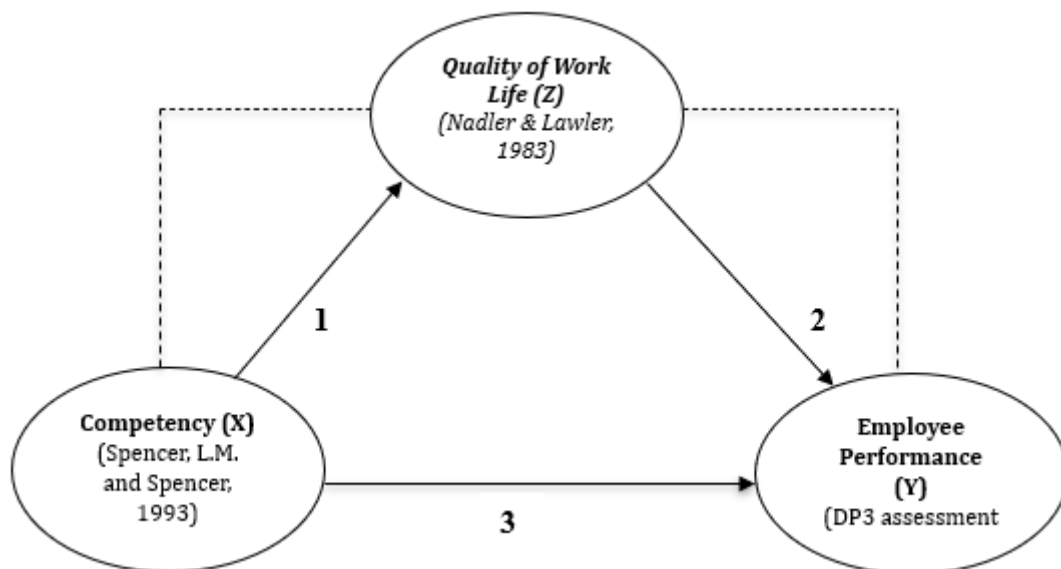 Quality of Work
Life (Z)
(Nadler & Lawler,
1983)
1
2
Competency (X)
(Spencer, L.M.
and Spencer,
1993)
3
Employee
Performance
(Y)
(DP3 assessment